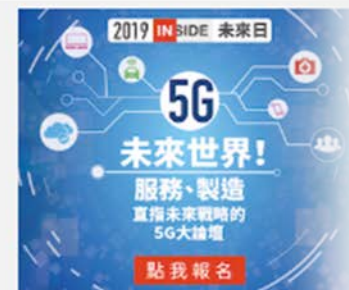 2019 INSIDE 未來日
5G
未來世界！
服務、製造
直指未來戰略的
5G大論壇
點我報名